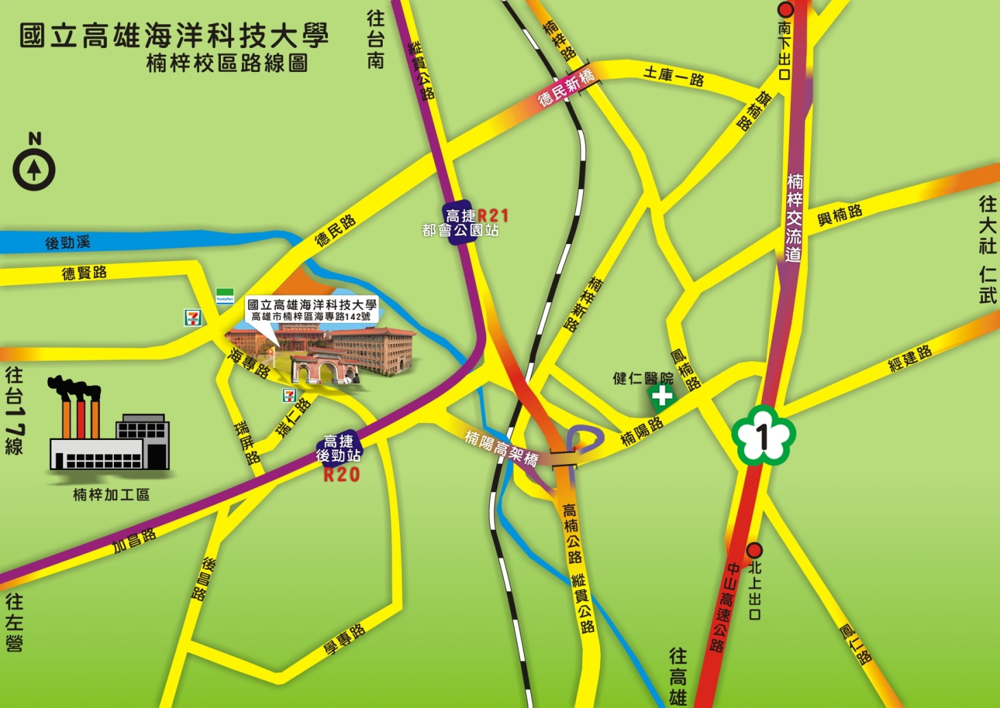 國立高雄海洋科技大學
楠梓校區路線圖
往台南
縱貫公路
楠梓路
南下出口
德民新橋
土庫一路
旗楠路
N
楠梓交流道
興楠路
往大社 仁武
高捷R21
都會公園站
德民路
後勁溪
德賢路
FamilyMart
國立高雄海洋科技大學
高雄市楠梓區海專路142號
楠梓新路
海專路
鳳楠路
經建路
健仁醫院
往台17線
瑞仁路
瑞屏路
高捷
後勁站
R20
楠陽高架橋
楠陽路
1
楠梓加工區
加昌路
高楠公路
縱貫公路
後昌路
中山高速公路
北上出口
往左營
學專路
鳳仁路
往高雄